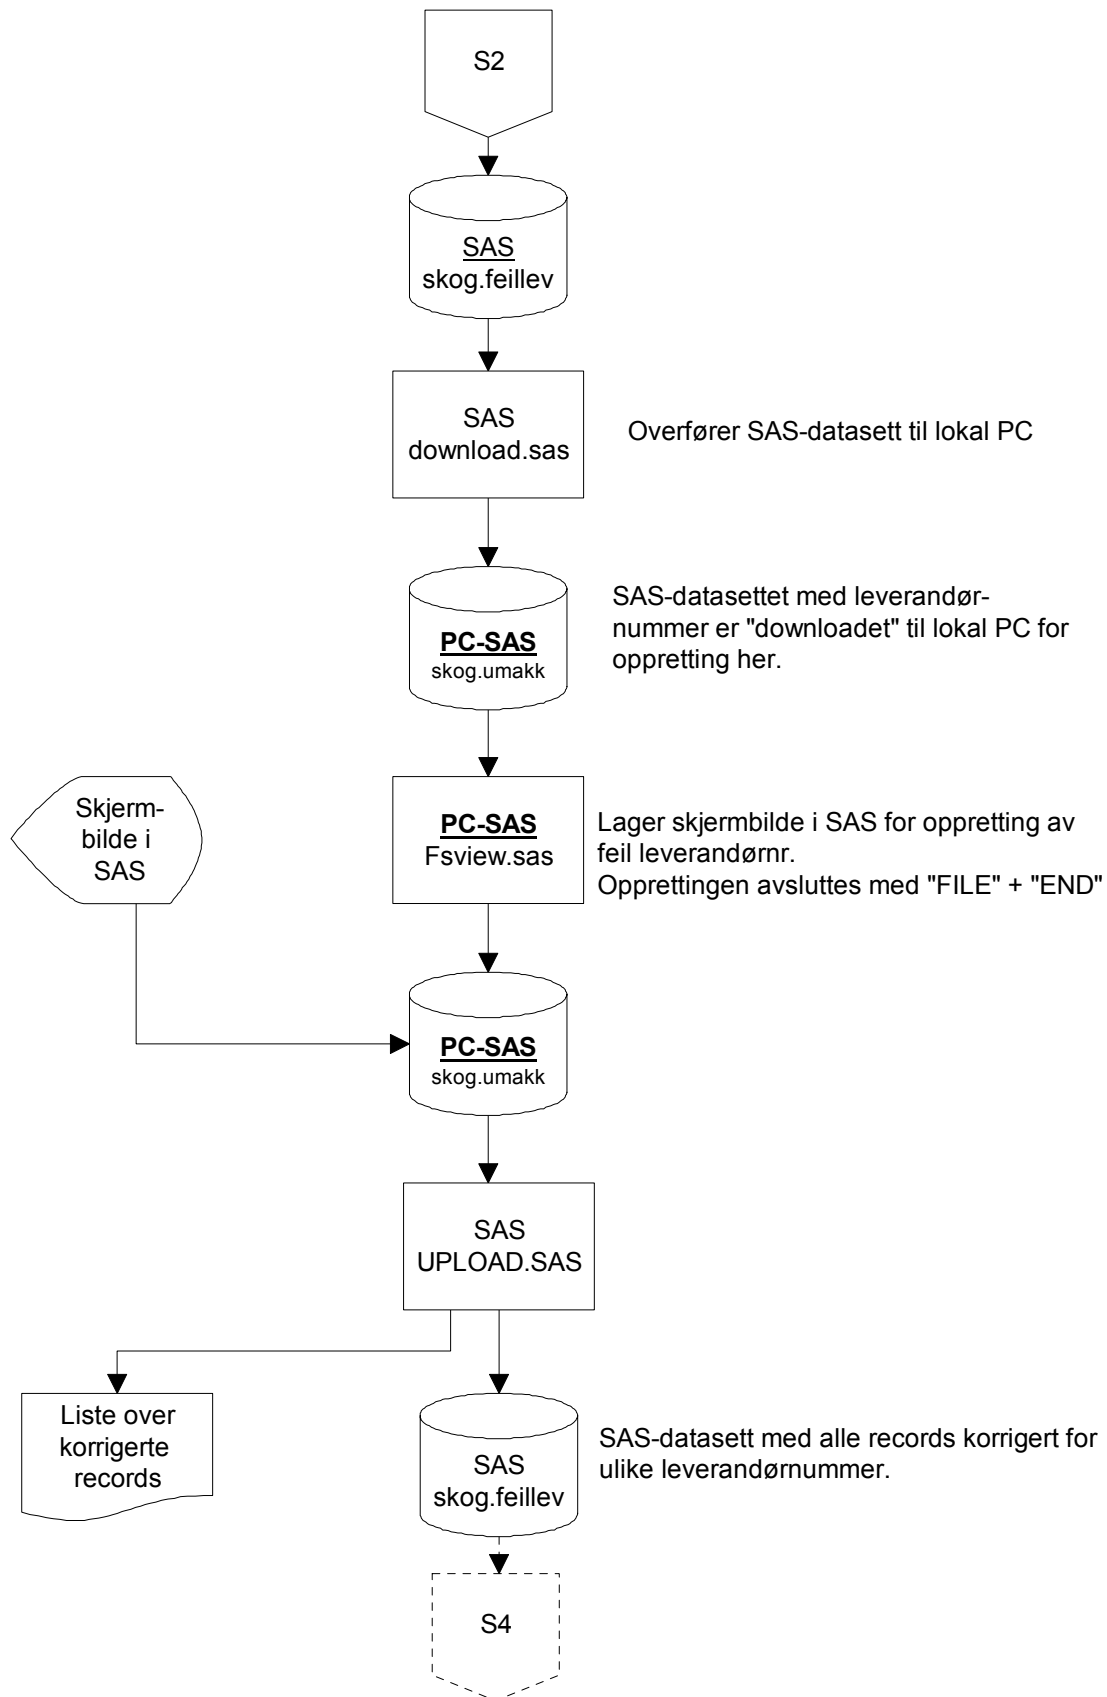 S2
SAS
skog.feillev
SAS
download.sas
Overfører SAS-datasett til lokal PC
PC-SAS
skog.umakk
SAS-datasettet med leverandør-
nummer er "downloadet" til lokal PC for
oppretting her.
Skjerm-
bilde i
SAS
PC-SAS
Fsview.sas
Lager skjermbilde i SAS for oppretting av
feil leverandørnr.
Opprettingen avsluttes med "FILE" + "END"
PC-SAS
skog.umakk
SAS
UPLOAD.SAS
Liste over
korrigerte
records
SAS
skog.feillev
SAS-datasett med alle records korrigert for
ulike leverandørnummer.
S4